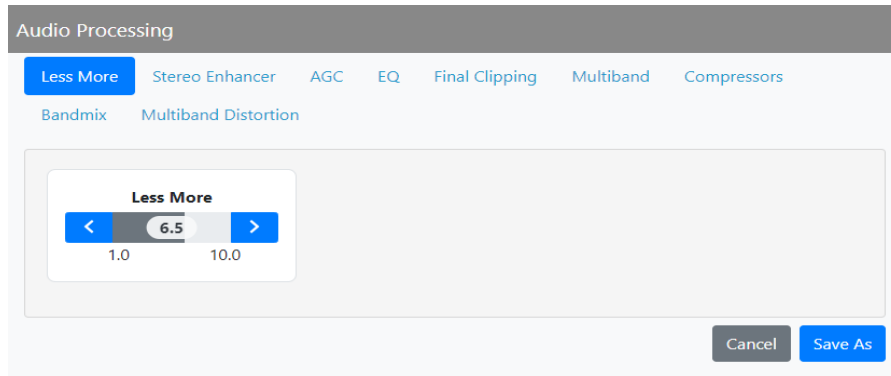 Audio Processing
Less More Stereo Enhancer AGC EQ Final Clipping Multiband Compressors
Bandmix Multiband Distortion
Less More
6.5
1.0 10.0
Cancel Save As